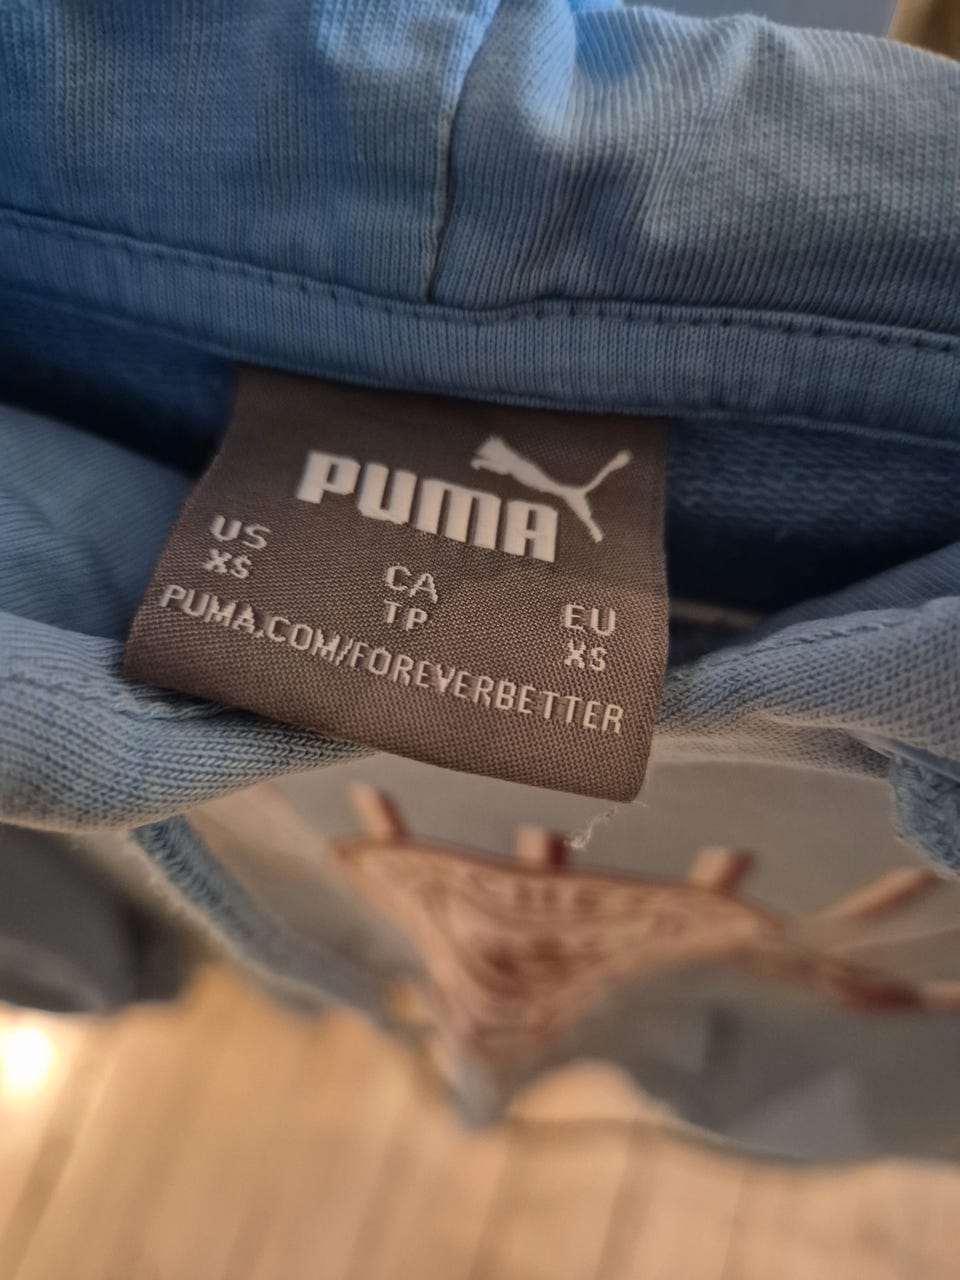 PUMA
US CA EU
XS TP XS
PUMA.COM/FOREVERBETTER